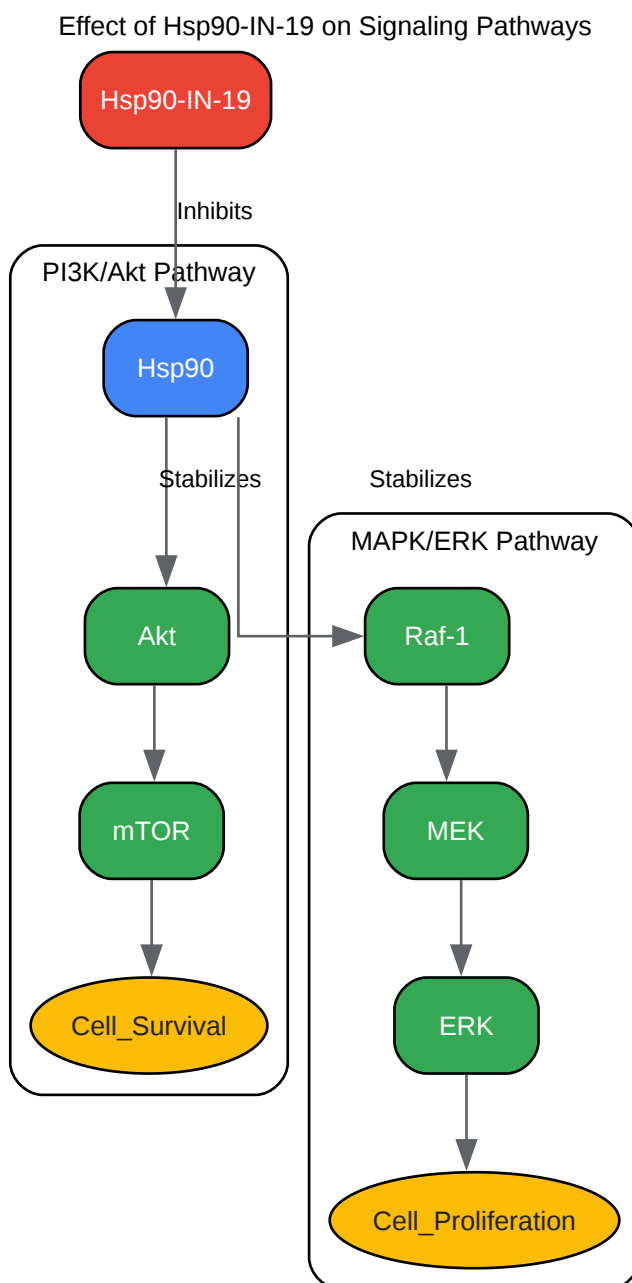 Effect of Hsp90-IN-19 on Signaling Pathways
Hsp90-IN-19
Inhibits
PI3K/Akt Pathway
Hsp90
Stabilizes
Stabilizes
MAPK/ERK Pathway
Akt
Raf-1
mTOR
MEK
Cell_Survival
ERK
Cell_Proliferation